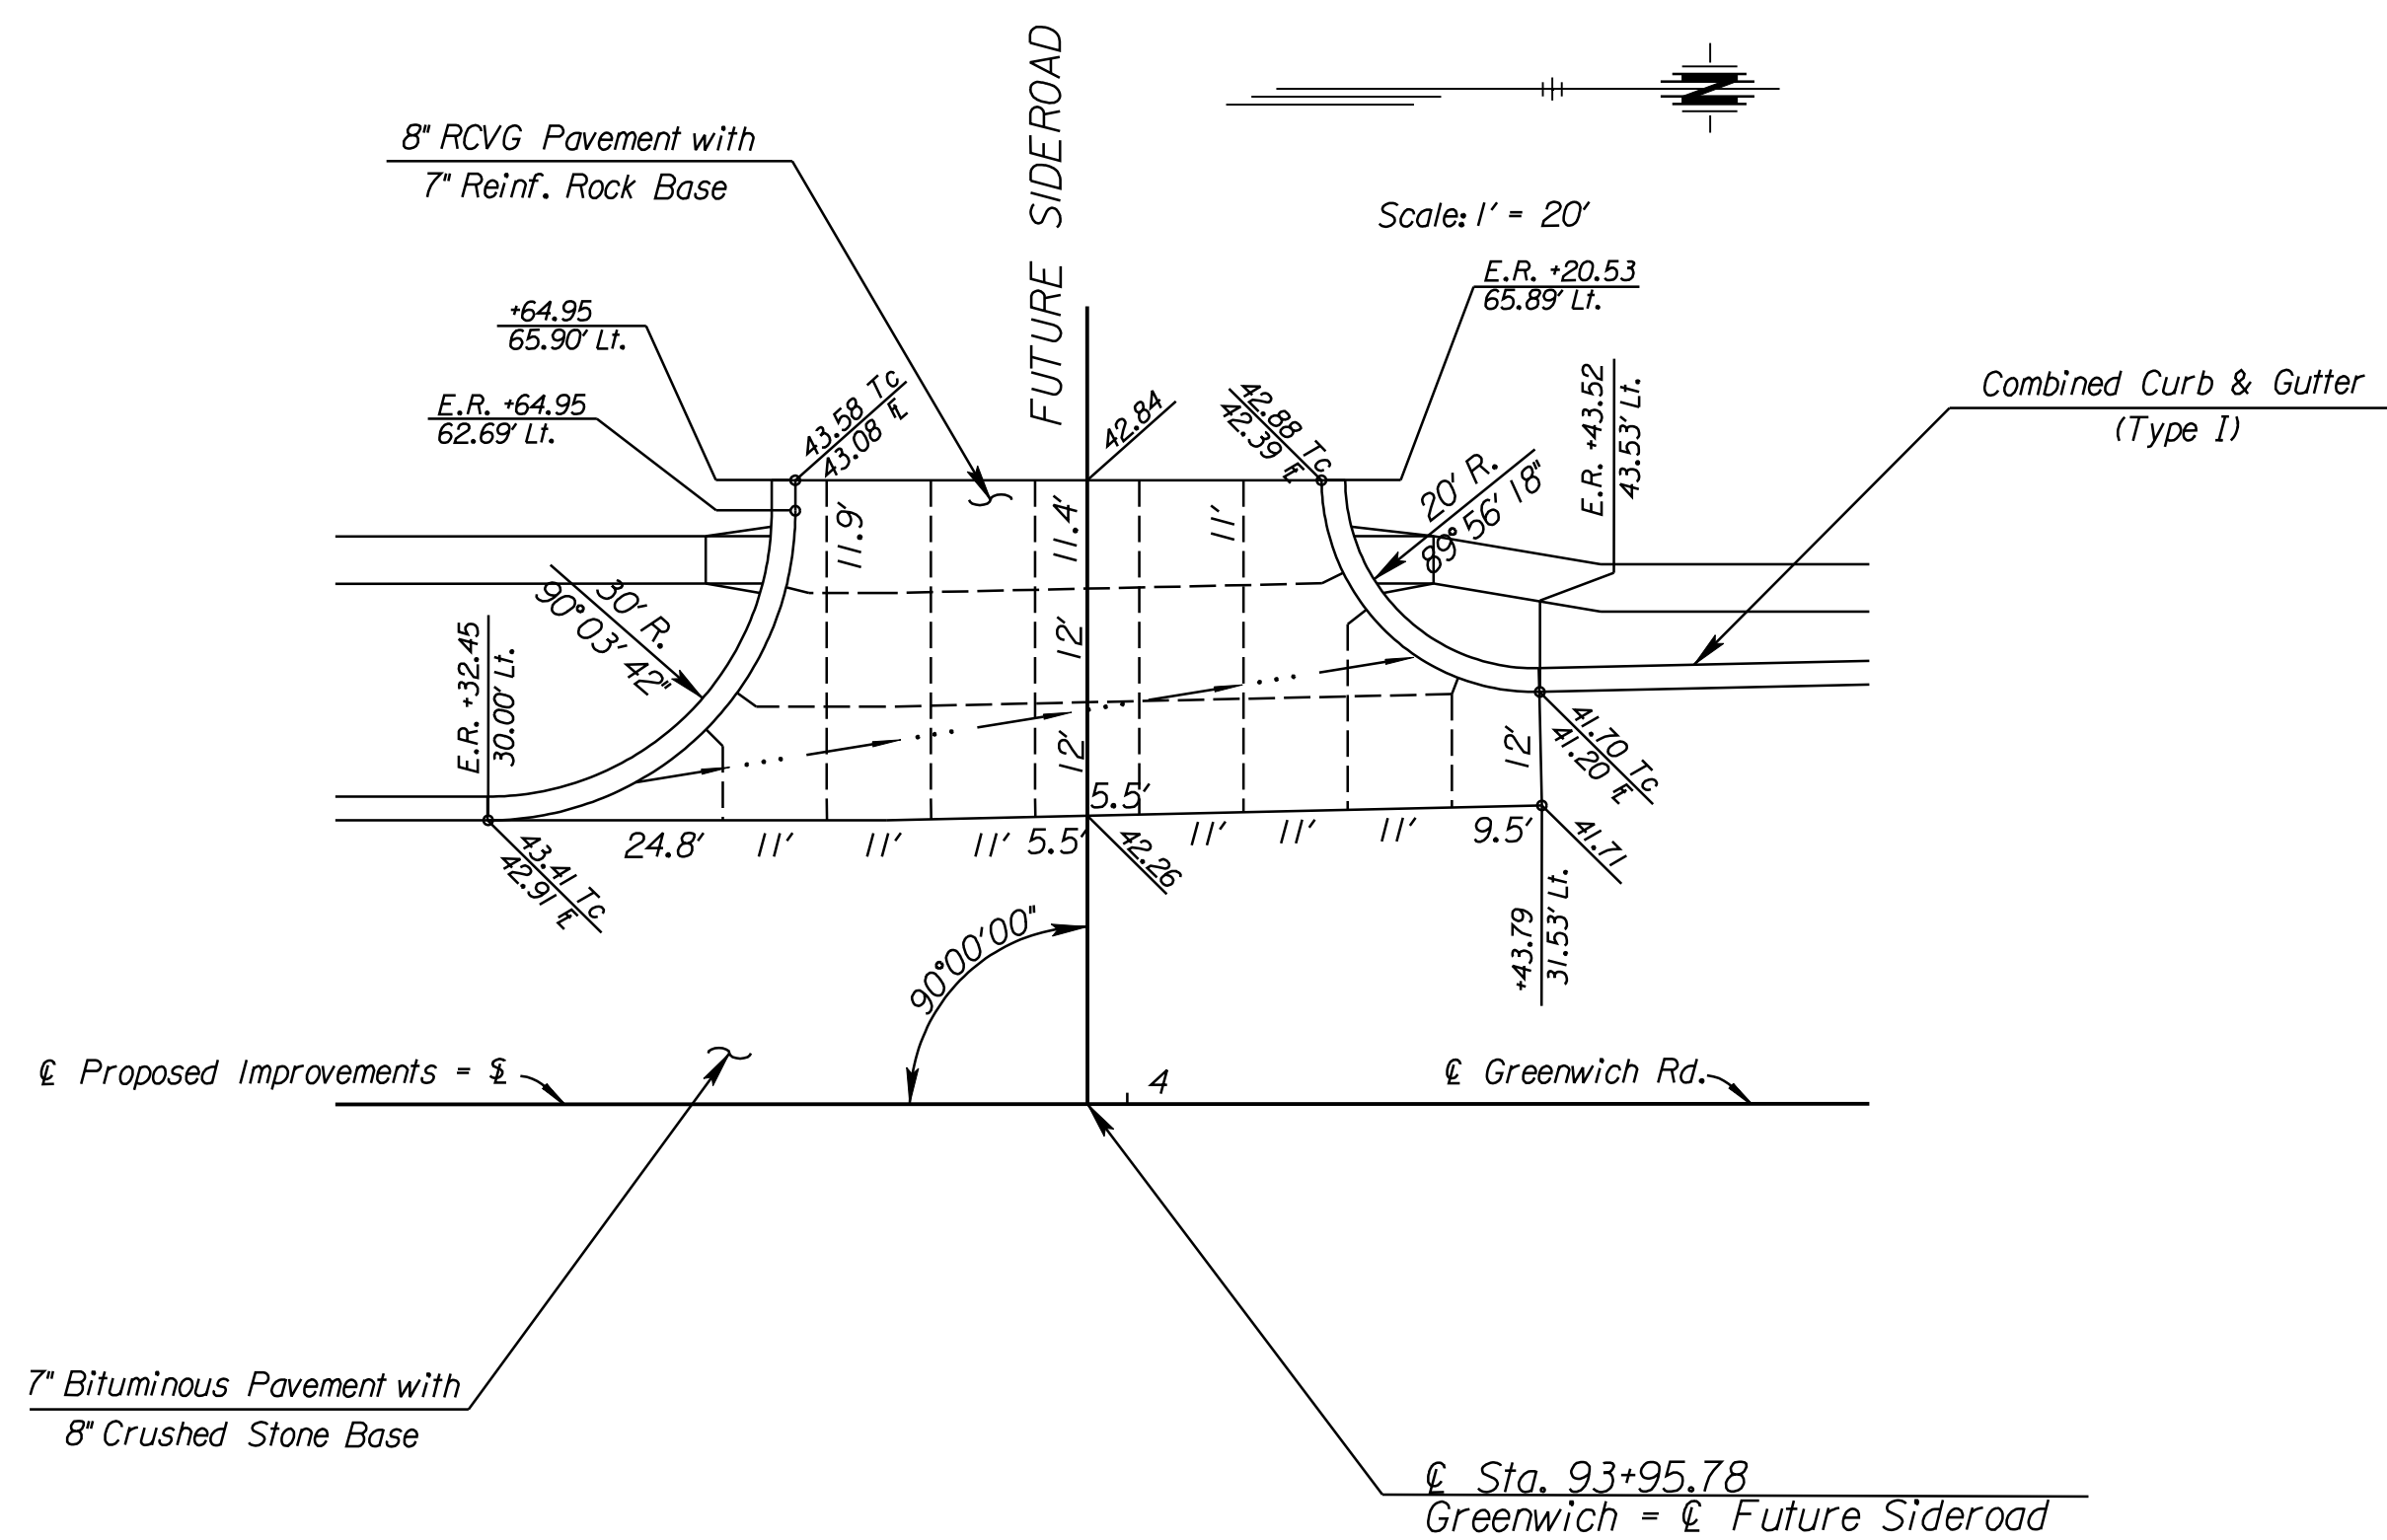 FUTURE SIDEROAD
N
8" RCVG Pavement with
7" Reinf. Rock Base
Scale: 1' = 20'
E.R. +20.53
65.89' Lt.
+64.95
65.90' Lt.
E.R. +64.95
62.69' Lt.
43.58 Tc
43.08 FL
42.84
42.88 Tc
42.39 FL
20' R.
89° 56' 18"
E.R. +43.52
43.53' Lt.
Combined Curb & Gutter
(Type I)
11.9'
11.4'
11'
30' R.
90° 03' 42"
E.R. +32.45
30.00' Lt.
12'
12'
12'
41.70 Tc
41.20 FL
5.5'
24.8'
11'
11'
11'
5.5'
11'
11'
11'
9.5'
41.71
43.41 Tc
42.91 FL
42.26
+43.79
31.53' Lt.
90°00'00"
℄ Proposed Improvements = SL
4
℄ Greenwich Rd.
7" Bituminous Pavement with
8" Crushed Stone Base
℄ Sta. 93+95.78
Greenwich = ℄ Future Sideroad